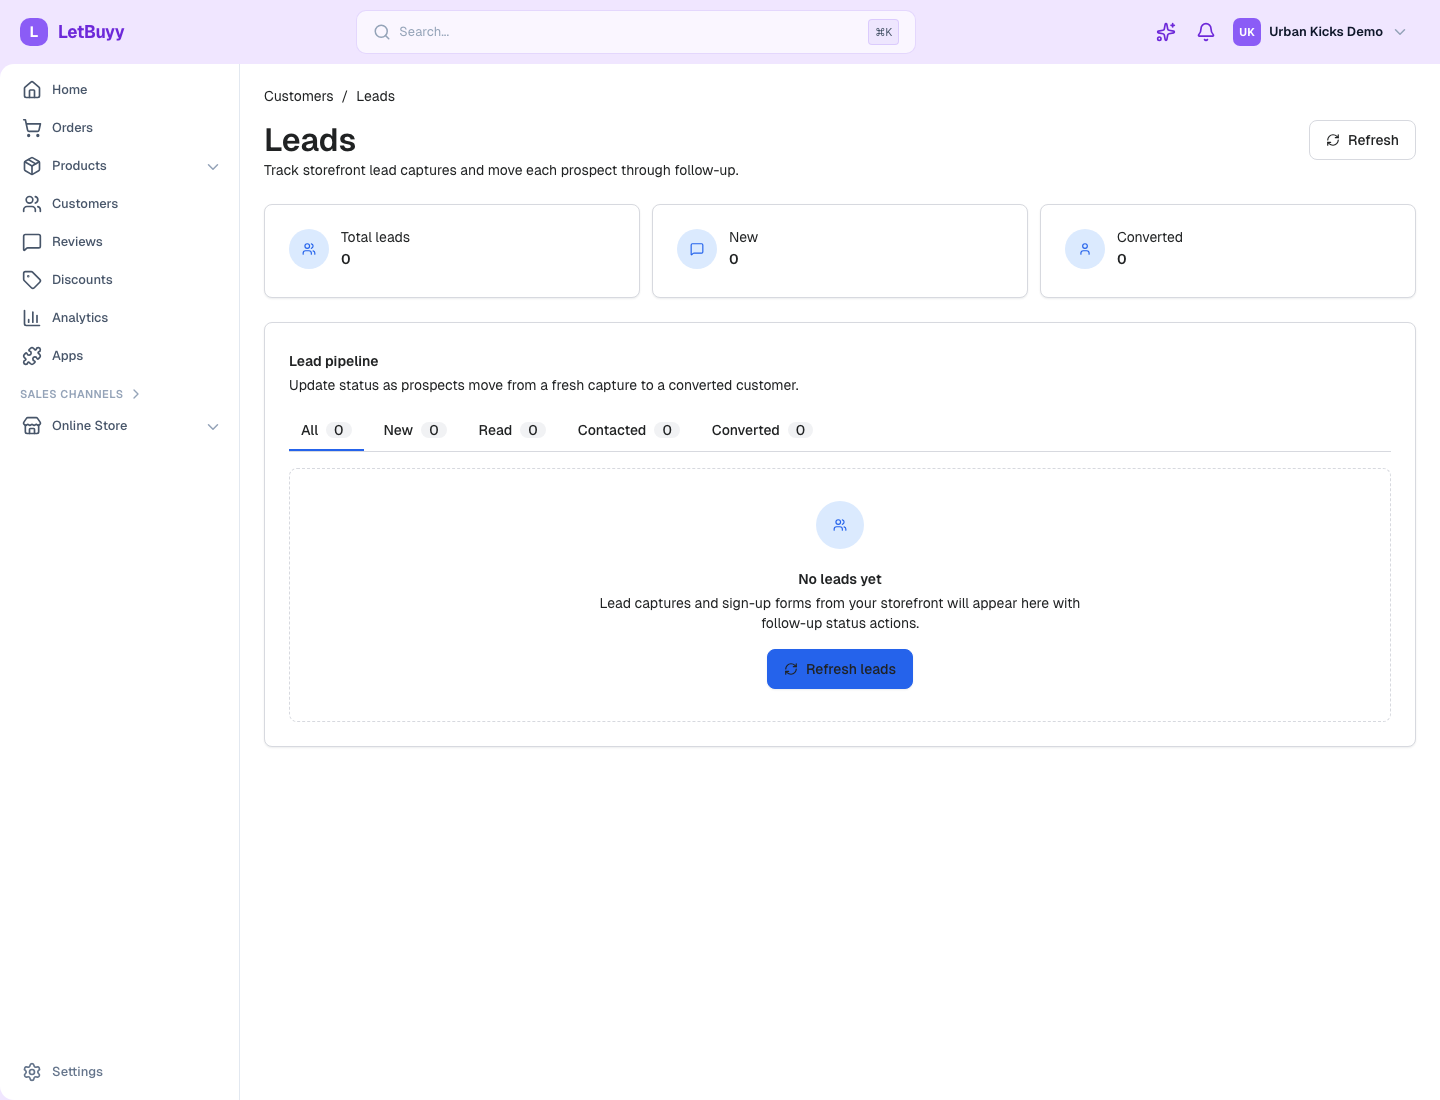 L LetBuyy
Search...
⌘K
UK Urban Kicks Demo
Home
Orders
Products
Customers
Reviews
Discounts
Analytics
Apps
SALES CHANNELS
Online Store
Settings
Customers / Leads
Leads
Refresh
Track storefront lead captures and move each prospect through follow-up.
Total leads
0
New
0
Converted
0
Lead pipeline
Update status as prospects move from a fresh capture to a converted customer.
All 0 New 0 Read 0 Contacted 0 Converted 0
No leads yet
Lead captures and sign-up forms from your storefront will appear here with
follow-up status actions.
Refresh leads